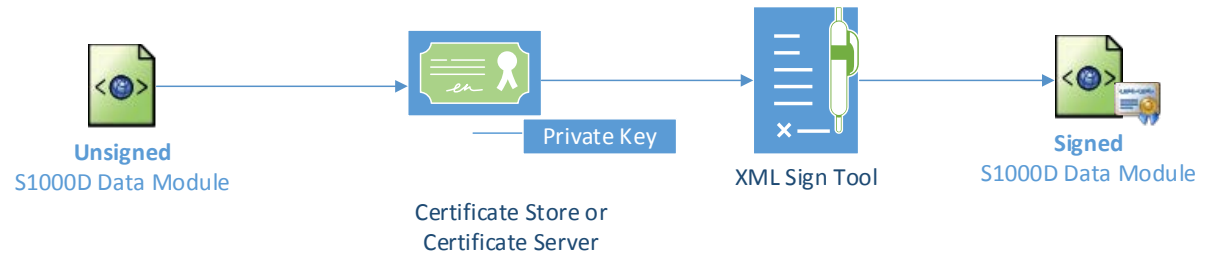 Unsigned
S1000D Data Module
Private Key
Certificate Store or
Certificate Server
XML Sign Tool
Signed
S1000D Data Module